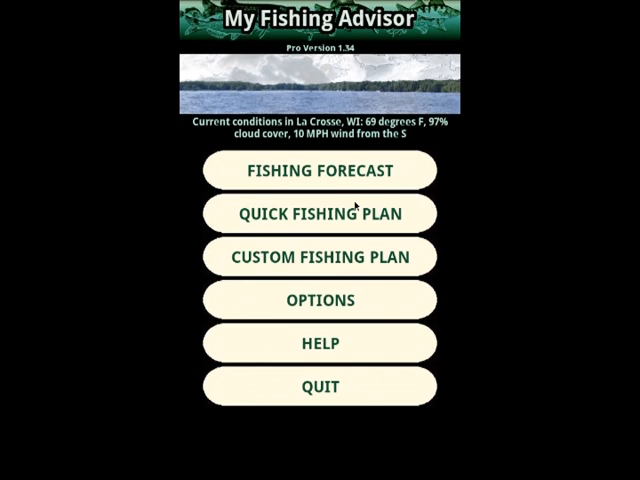 My Fishing Advisor
Pro Version 1.34
Current conditions in La Crosse, WI: 69 degrees F, 97%
cloud cover, 10 MPH wind from the S
FISHING FORECAST
QUICK FISHING PLAN
CUSTOM FISHING PLAN
OPTIONS
HELP
QUIT